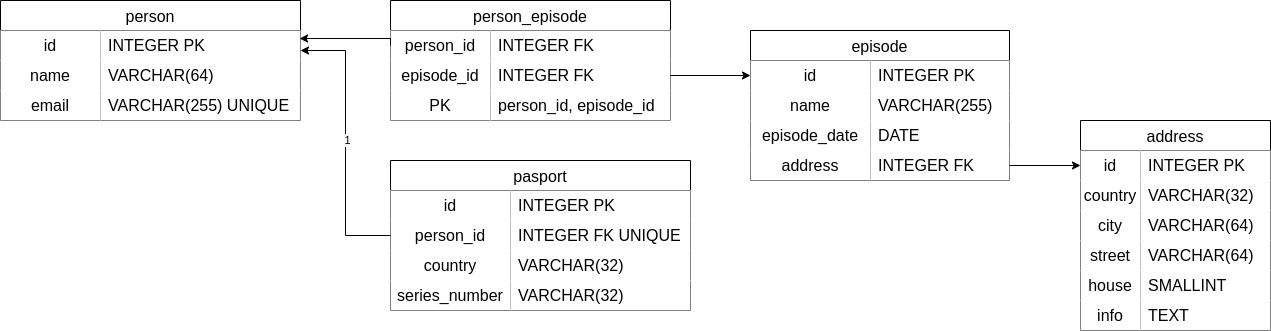 person
id INTEGER PK
name VARCHAR(64)
email VARCHAR(255) UNIQUE
person_episode
person_id INTEGER FK
episode_id INTEGER FK
PK person_id, episode_id
1
pasport
id INTEGER PK
person_id INTEGER FK UNIQUE
country VARCHAR(32)
series_number VARCHAR(32)
episode
id INTEGER PK
name VARCHAR(255)
episode_date DATE
address INTEGER FK
address
id INTEGER PK
country VARCHAR(32)
city VARCHAR(64)
street VARCHAR(64)
house SMALLINT
info TEXT